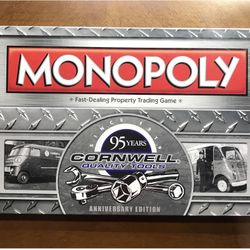 MONOPOLY
Fast-Dealing Property Trading Game
95 YEARS
CORNWELL
QUALITY TOOLS
ANNIVERSARY EDITION